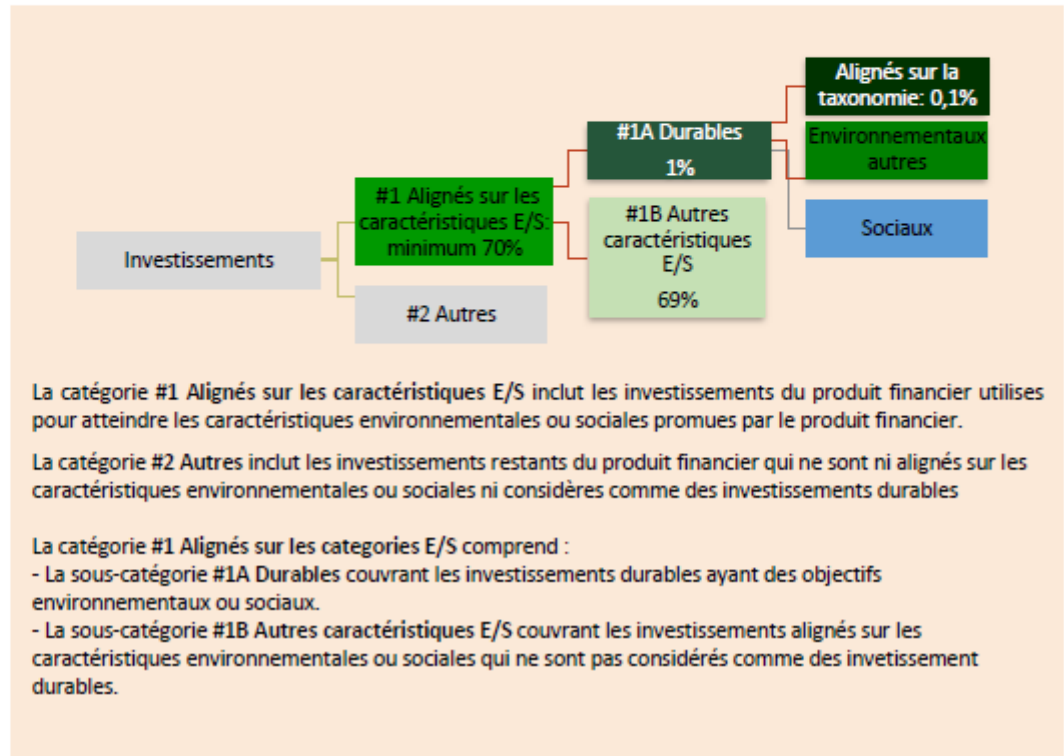 Alignés sur la
taxonomie: 0,1%
#1A Durables
1%
Environnementaux
autres
#1 Alignés sur les
caractéristiques E/S:
minimum 70%
#1B Autres
caractéristiques
E/S
69%
Sociaux
Investissements
#2 Autres
La catégorie #1 Alignés sur les caractéristiques E/S inclut les investissements du produit financier utilises
pour atteindre les caractéristiques environnementales ou sociales promues par le produit financier.
La catégorie #2 Autres inclut les investissements restants du produit financier qui ne sont ni alignés sur les
caractéristiques environnementales ou sociales ni considères comme des investissements durables
La catégorie #1 Alignés sur les categories E/S comprend :
- La sous-catégorie #1A Durables couvrant les investissements durables ayant des objectifs
environnementaux ou sociaux.
- La sous-catégorie #1B Autres caractéristiques E/S couvrant les investissements alignés sur les
caractéristiques environnementales ou sociales qui ne sont pas considérés comme des invetissement
durables.